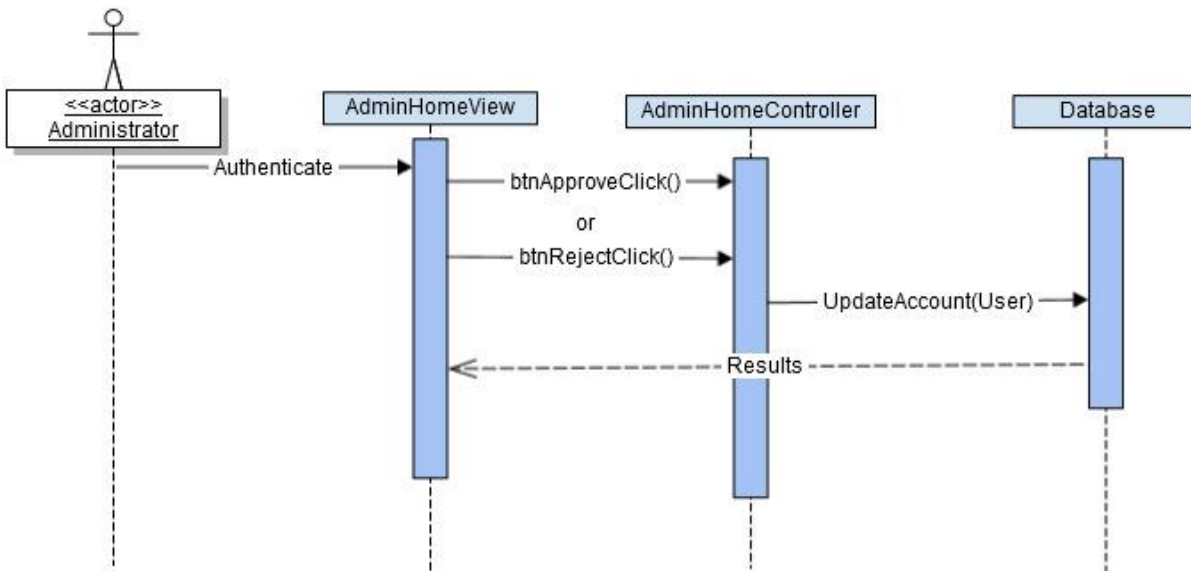 <<actor>>
Administrator
AdminHomeView
AdminHomeController
Database
Authenticate
btnApproveClick()
or
btnRejectClick()
UpdateAccount(User)
Results